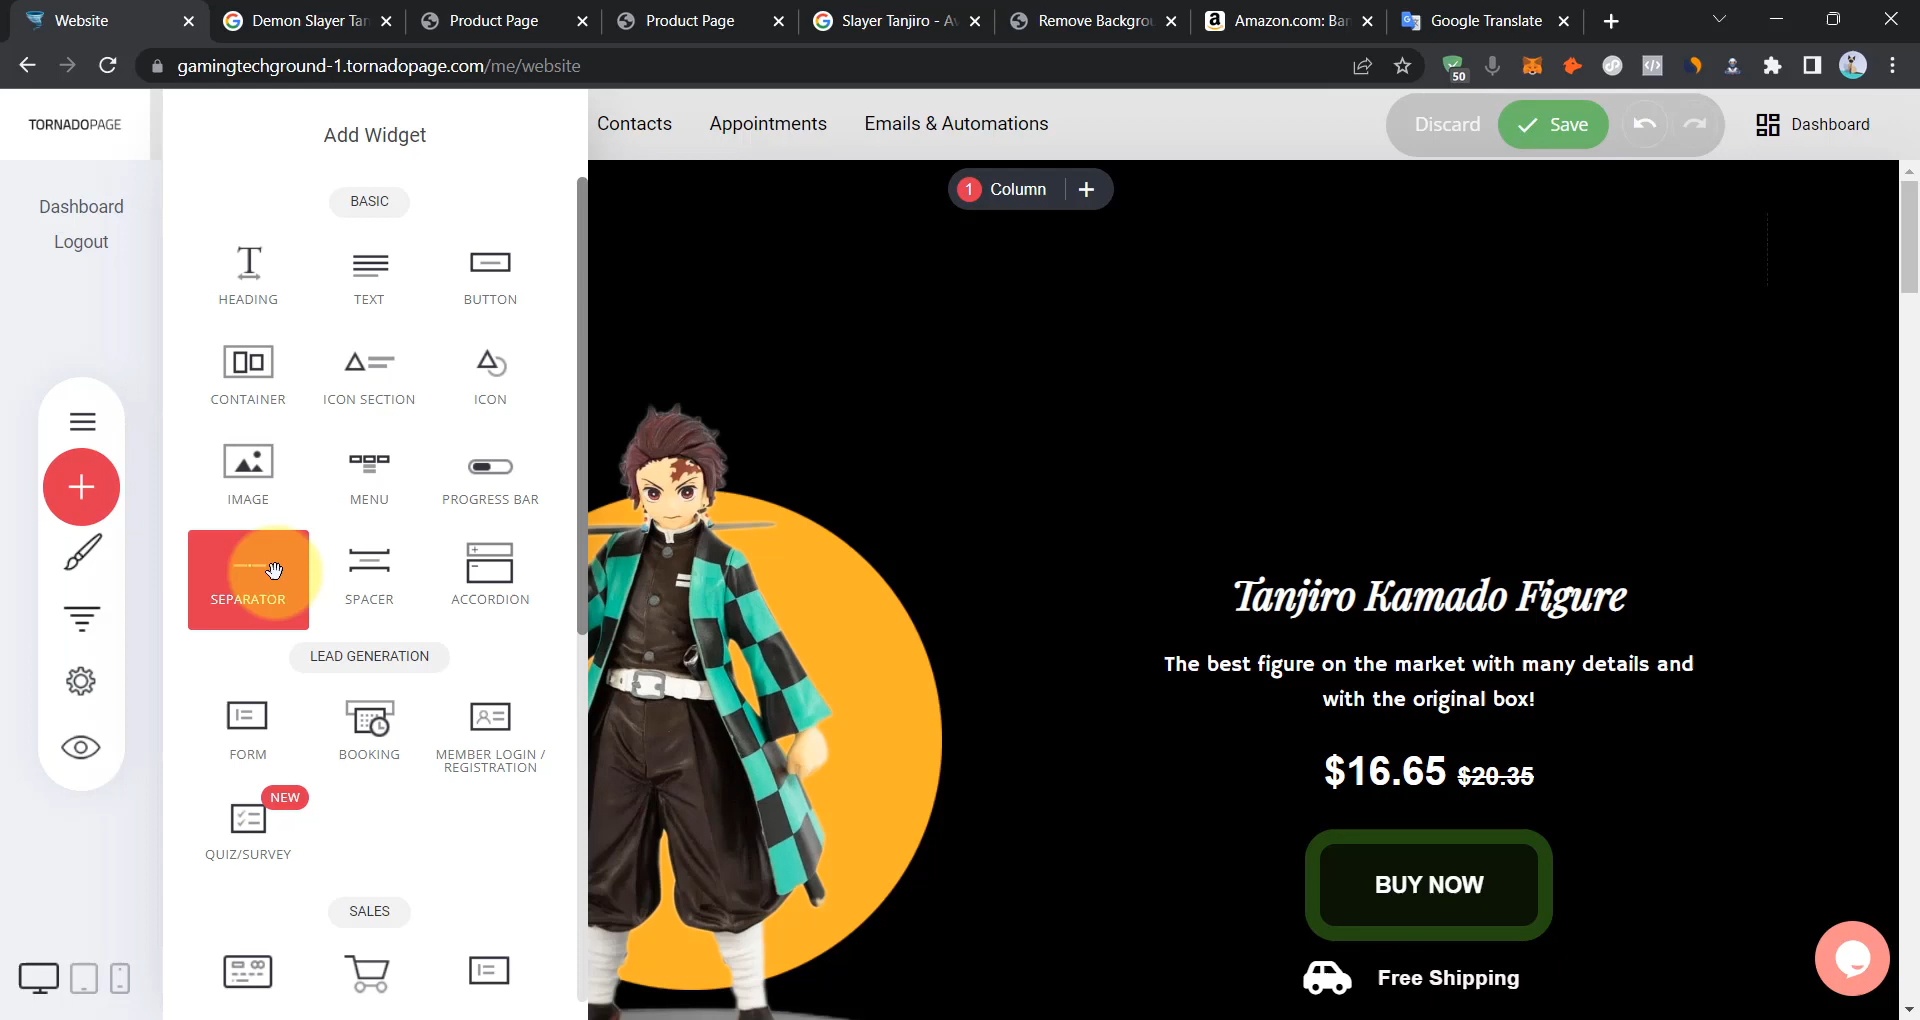 Website
Demon Slayer Tan
Product Page
Product Page
Slayer Tanjiro - Av
Remove Backgrou
Amazon.com: Ban
Google Translate
gamingtechground-1.tornadopage.com/me/website
50
TORNADOPAGE
Add Widget
Contacts
Appointments
Emails & Automations
Discard
Save
Dashboard
1 Column +
Dashboard
Logout
BASIC
HEADING
TEXT
BUTTON
CONTAINER
ICON SECTION
ICON
IMAGE
MENU
PROGRESS BAR
SEPARATOR
SPACER
ACCORDION
LEAD GENERATION
FORM
BOOKING
MEMBER LOGIN /
REGISTRATION
NEW
QUIZ/SURVEY
SALES
Tanjiro Kamado Figure
The best figure on the market with many details and
with the original box!
$16.65 $20.35
BUY NOW
Free Shipping